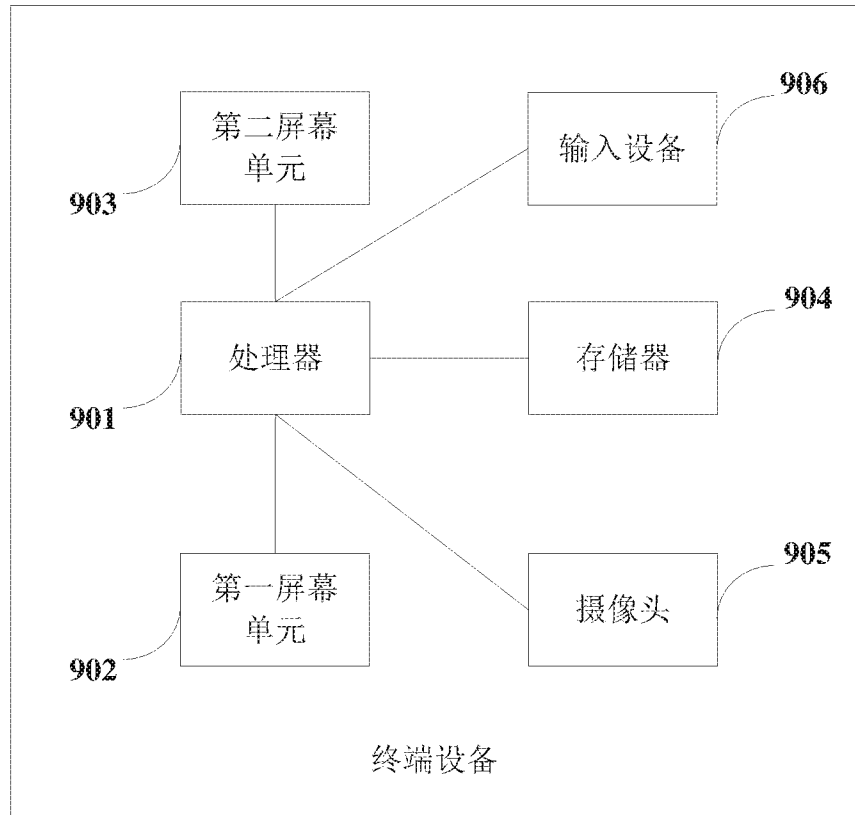 906
第二屏幕
单元
输入设备
903
904
处理器
存储器
901
905
第一屏幕
单元
摄像头
902
终端设备